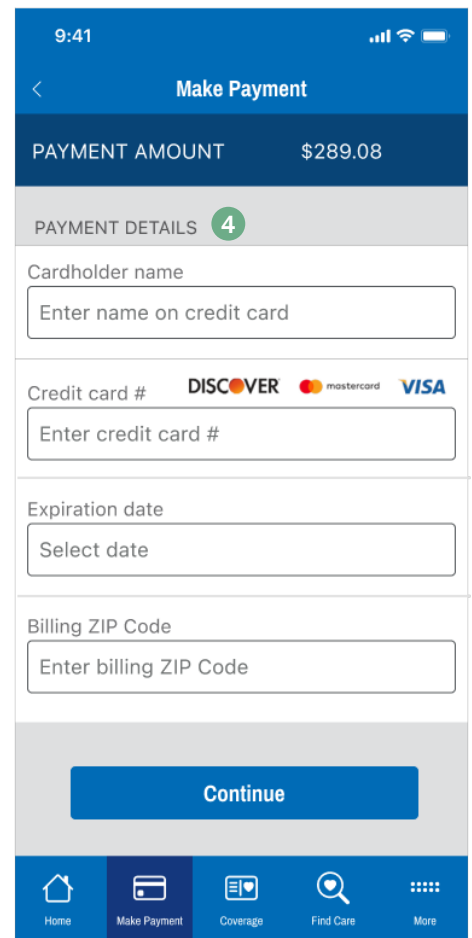 9:41
Make Payment
PAYMENT AMOUNT $289.08
PAYMENT DETAILS 4
Cardholder name
Enter name on credit card
Credit card # DISCOVER mastercard VISA
Enter credit card #
Expiration date
Select date
Billing ZIP Code
Enter billing ZIP Code
Continue
Home Make Payment Coverage Find Care More